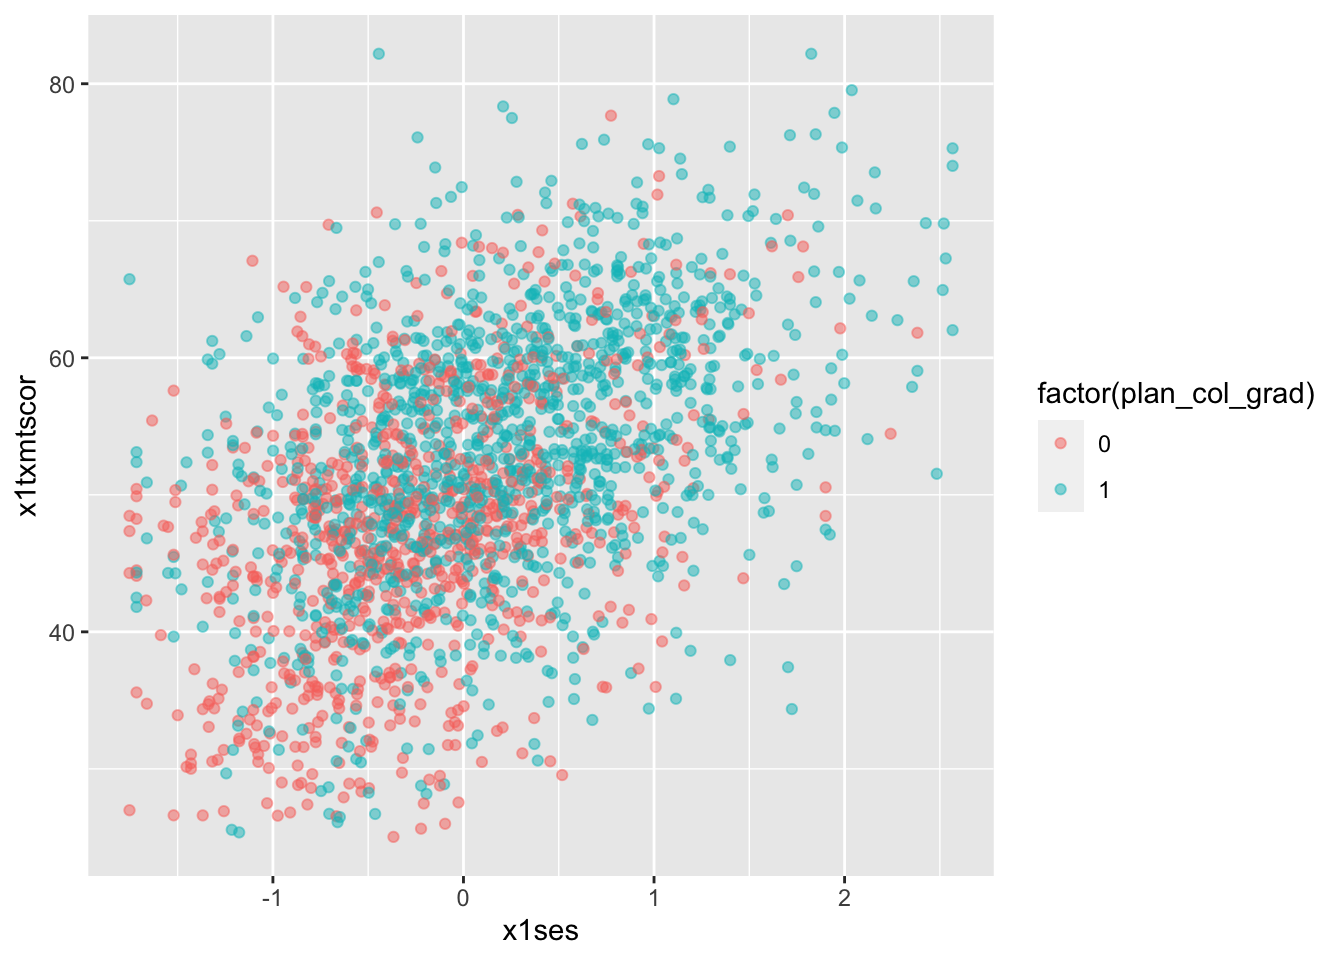 80
60
40
x1txmtscor
-1 0 1 2
x1ses
factor(plan_col_grad)
0
1